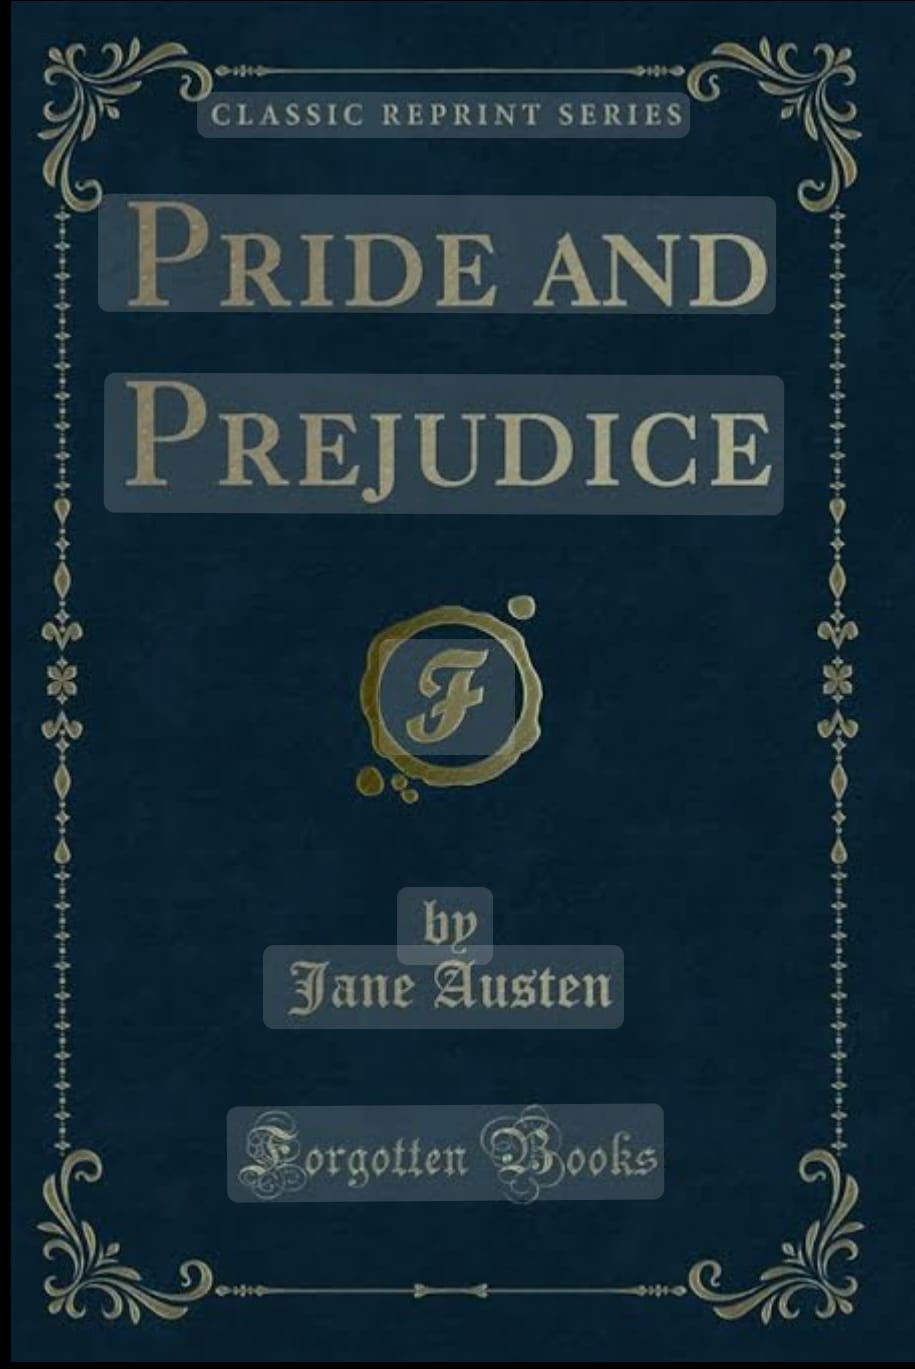 CLASSIC REPRINT SERIES
PRIDE AND
PREJUDICE
F
by
Jane Austen
Forgotten Books